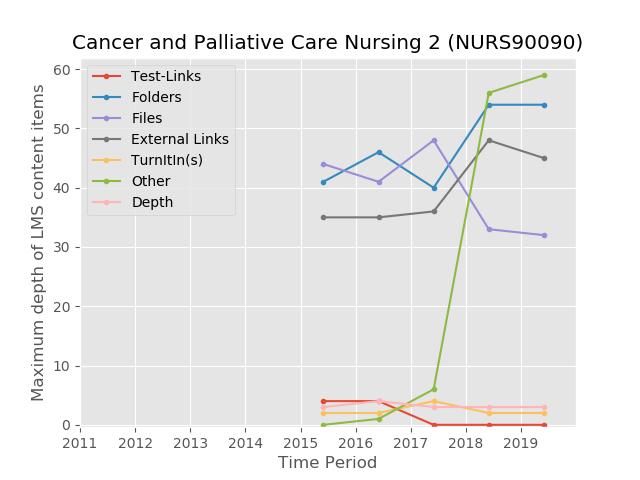 Cancer and Palliative Care Nursing 2 (NURS90090)
Maximum depth of LMS content items
60
50
40
30
20
10
0
Test-Links
Folders
Files
External Links
TurnItIn(s)
Other
Depth
2011 2012 2013 2014 2015 2016 2017 2018 2019
Time Period